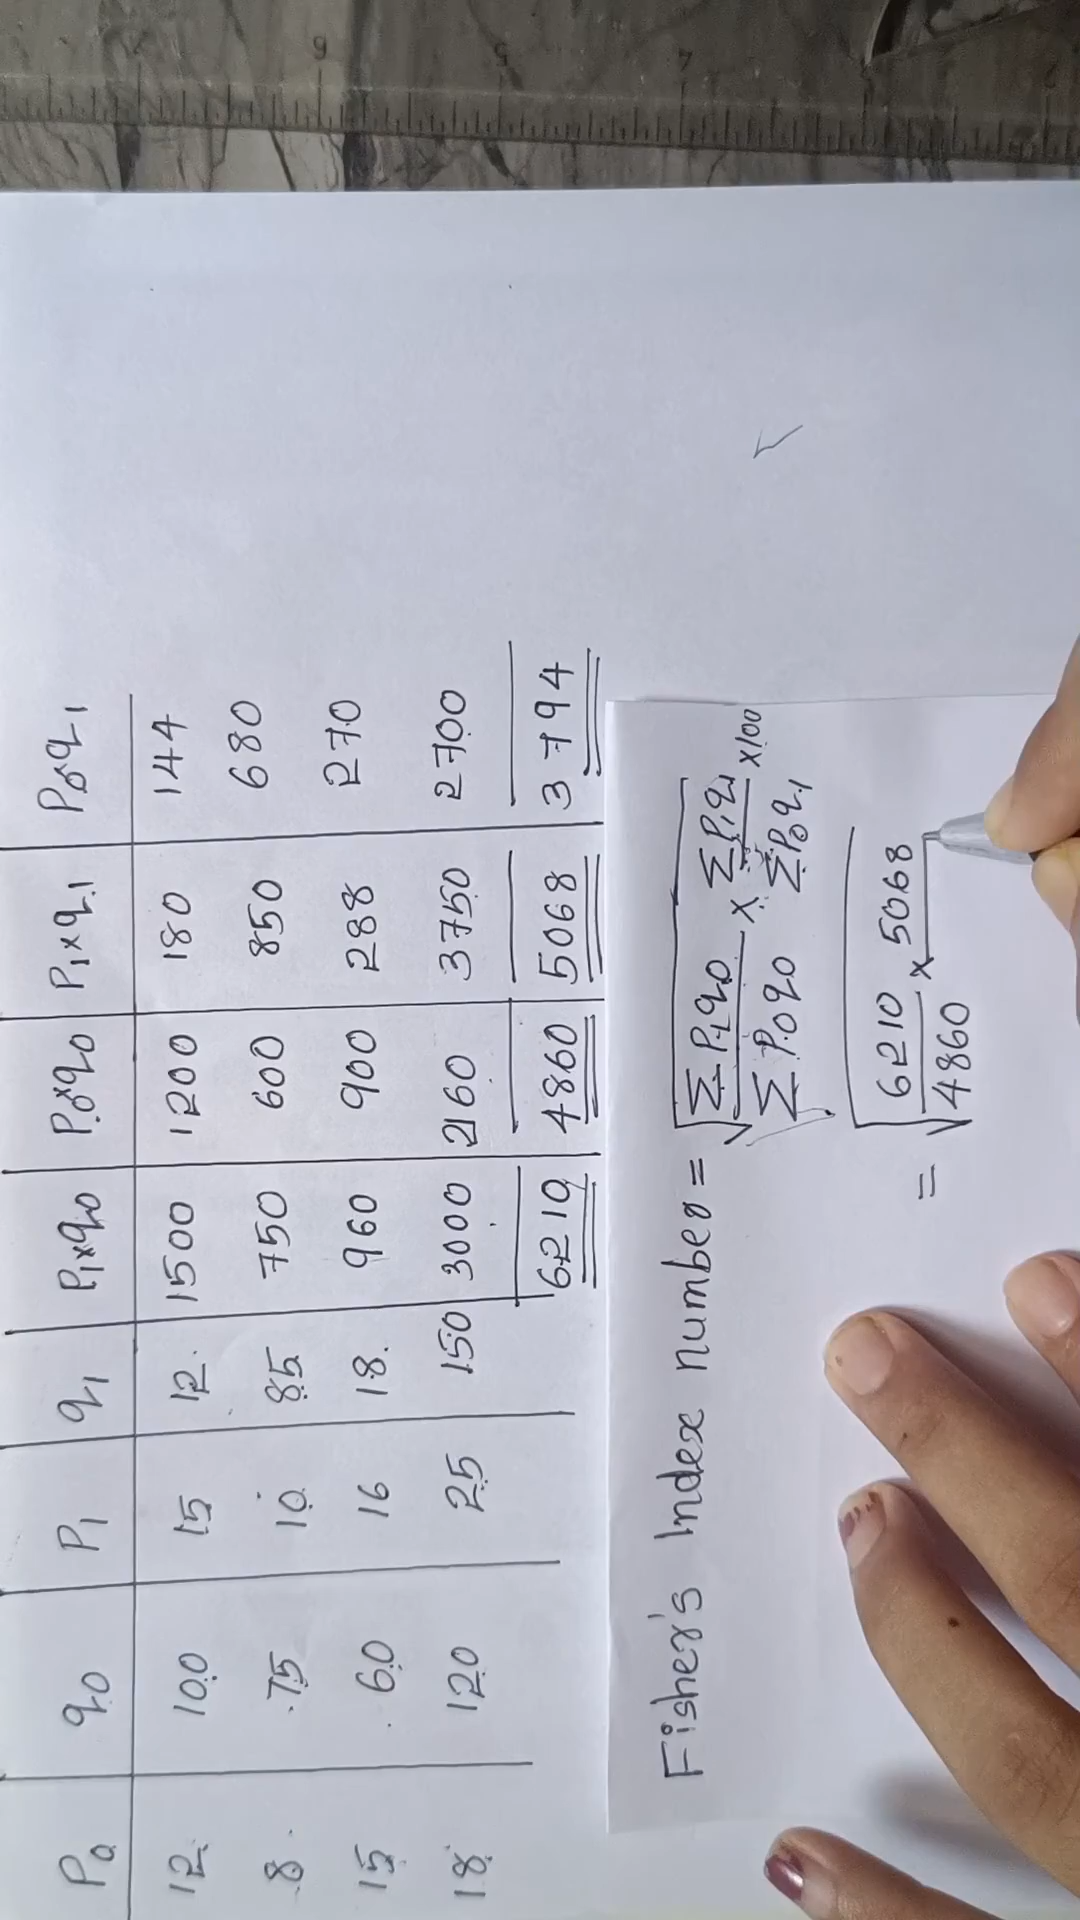 P0 q0 P1 q1 P1×q0 P0×q0 P1×q1 P0q1
12 100 15 12 1500 1200 180 144
8 75 10 85 750 600 850 680
15 60 16 18 960 900 288 270
18 120 25 150 3000 2160 3750 2700
6210 4860 5068 3794
Fisher's Index number = √ΣP1q0/ΣP0q0 × ΣP1q1/ΣP0q1 ×100
= √6210/4860 × 5068